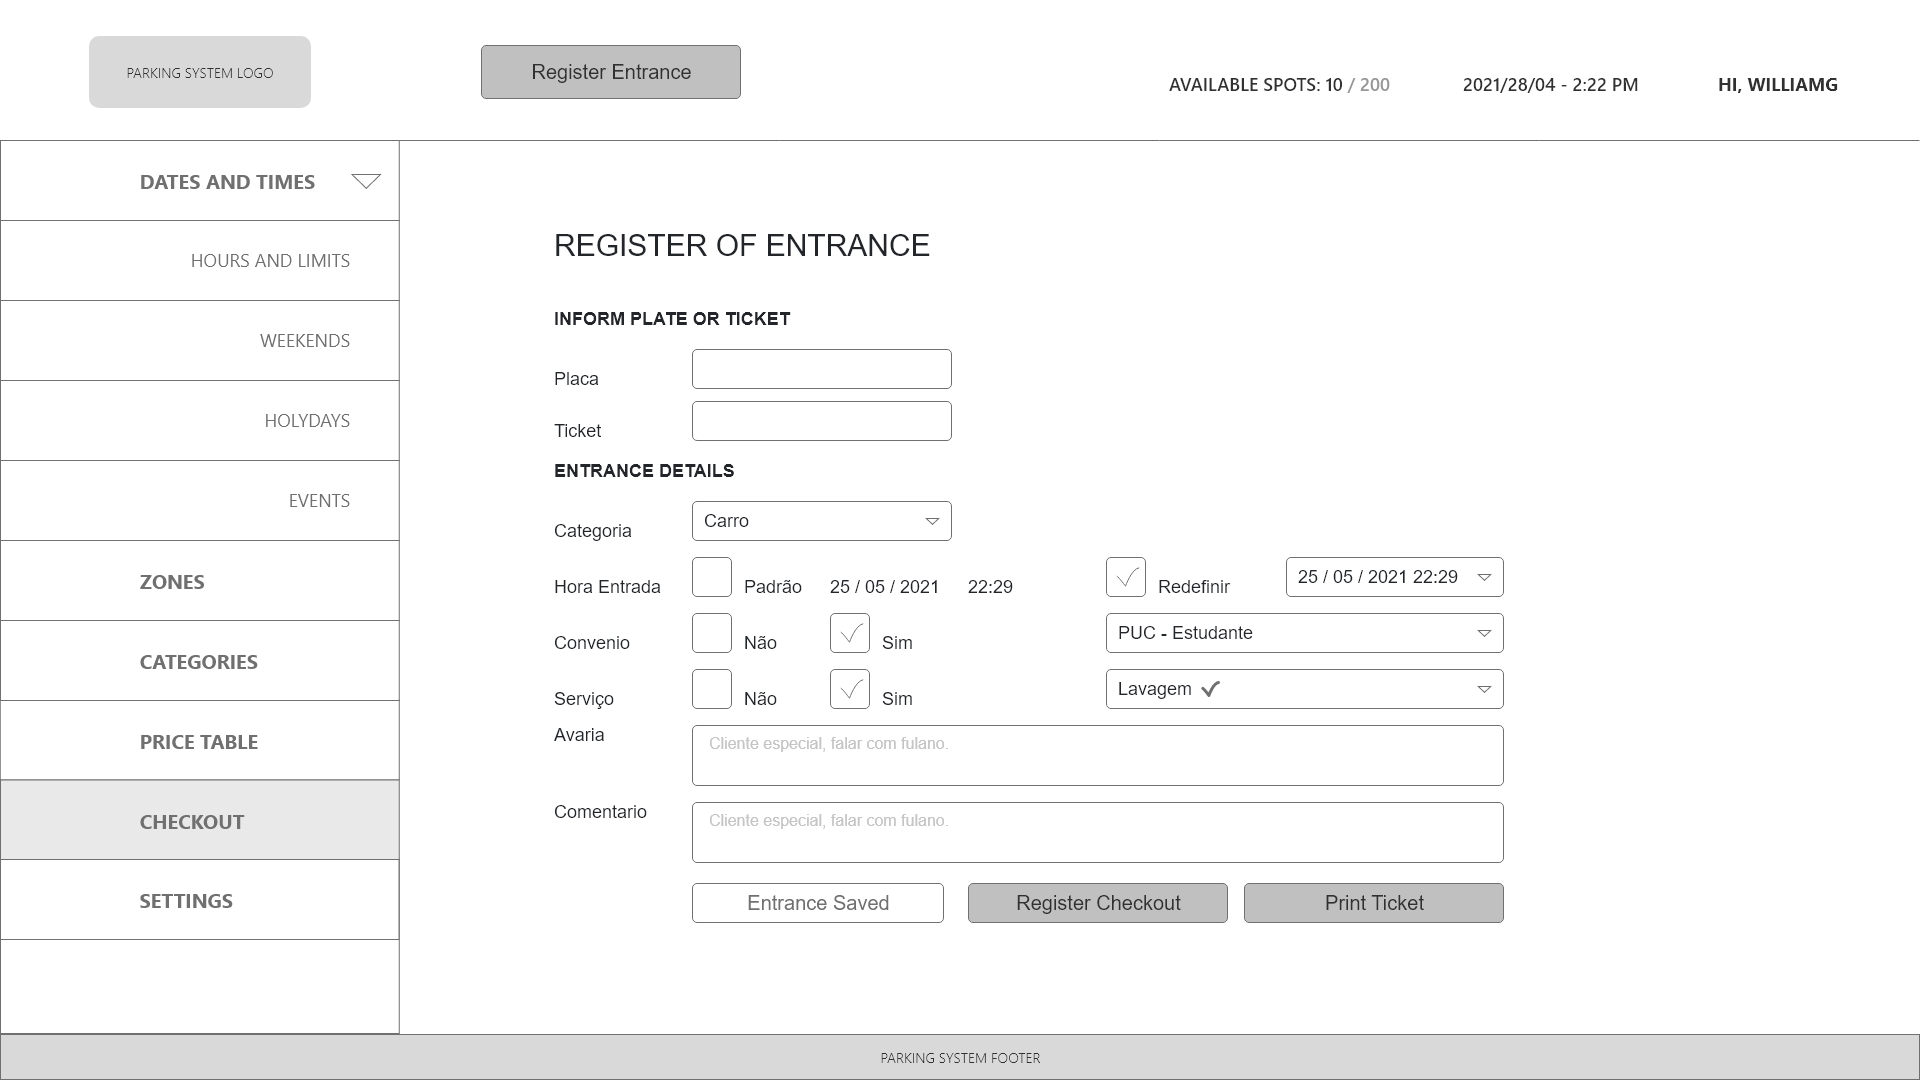 PARKING SYSTEM LOGO
Register Entrance
AVAILABLE SPOTS: 10 / 200
2021/28/04 - 2:22 PM
HI, WILLIAMG
DATES AND TIMES
HOURS AND LIMITS
WEEKENDS
HOLYDAYS
EVENTS
ZONES
CATEGORIES
PRICE TABLE
CHECKOUT
SETTINGS
REGISTER OF ENTRANCE
INFORM PLATE OR TICKET
Placa
Ticket
ENTRANCE DETAILS
Categoria Carro
Hora Entrada Padrão 25 / 05 / 2021 22:29 Redefinir 25 / 05 / 2021 22:29
Convenio Não Sim PUC - Estudante
Serviço Não Sim Lavagem
Avaria Cliente especial, falar com fulano.
Comentario Cliente especial, falar com fulano.
Entrance Saved Register Checkout Print Ticket
PARKING SYSTEM FOOTER